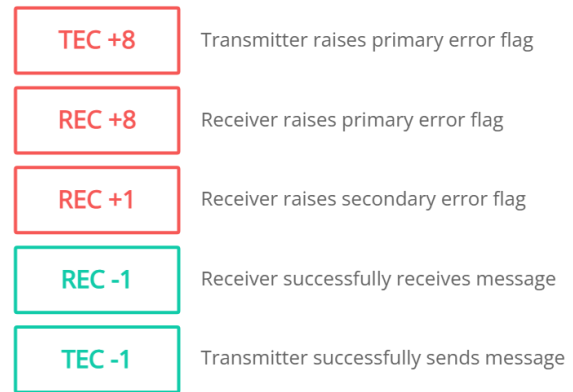 TEC +8 Transmitter raises primary error flag
REC +8 Receiver raises primary error flag
REC +1 Receiver raises secondary error flag
REC -1 Receiver successfully receives message
TEC -1 Transmitter successfully sends message